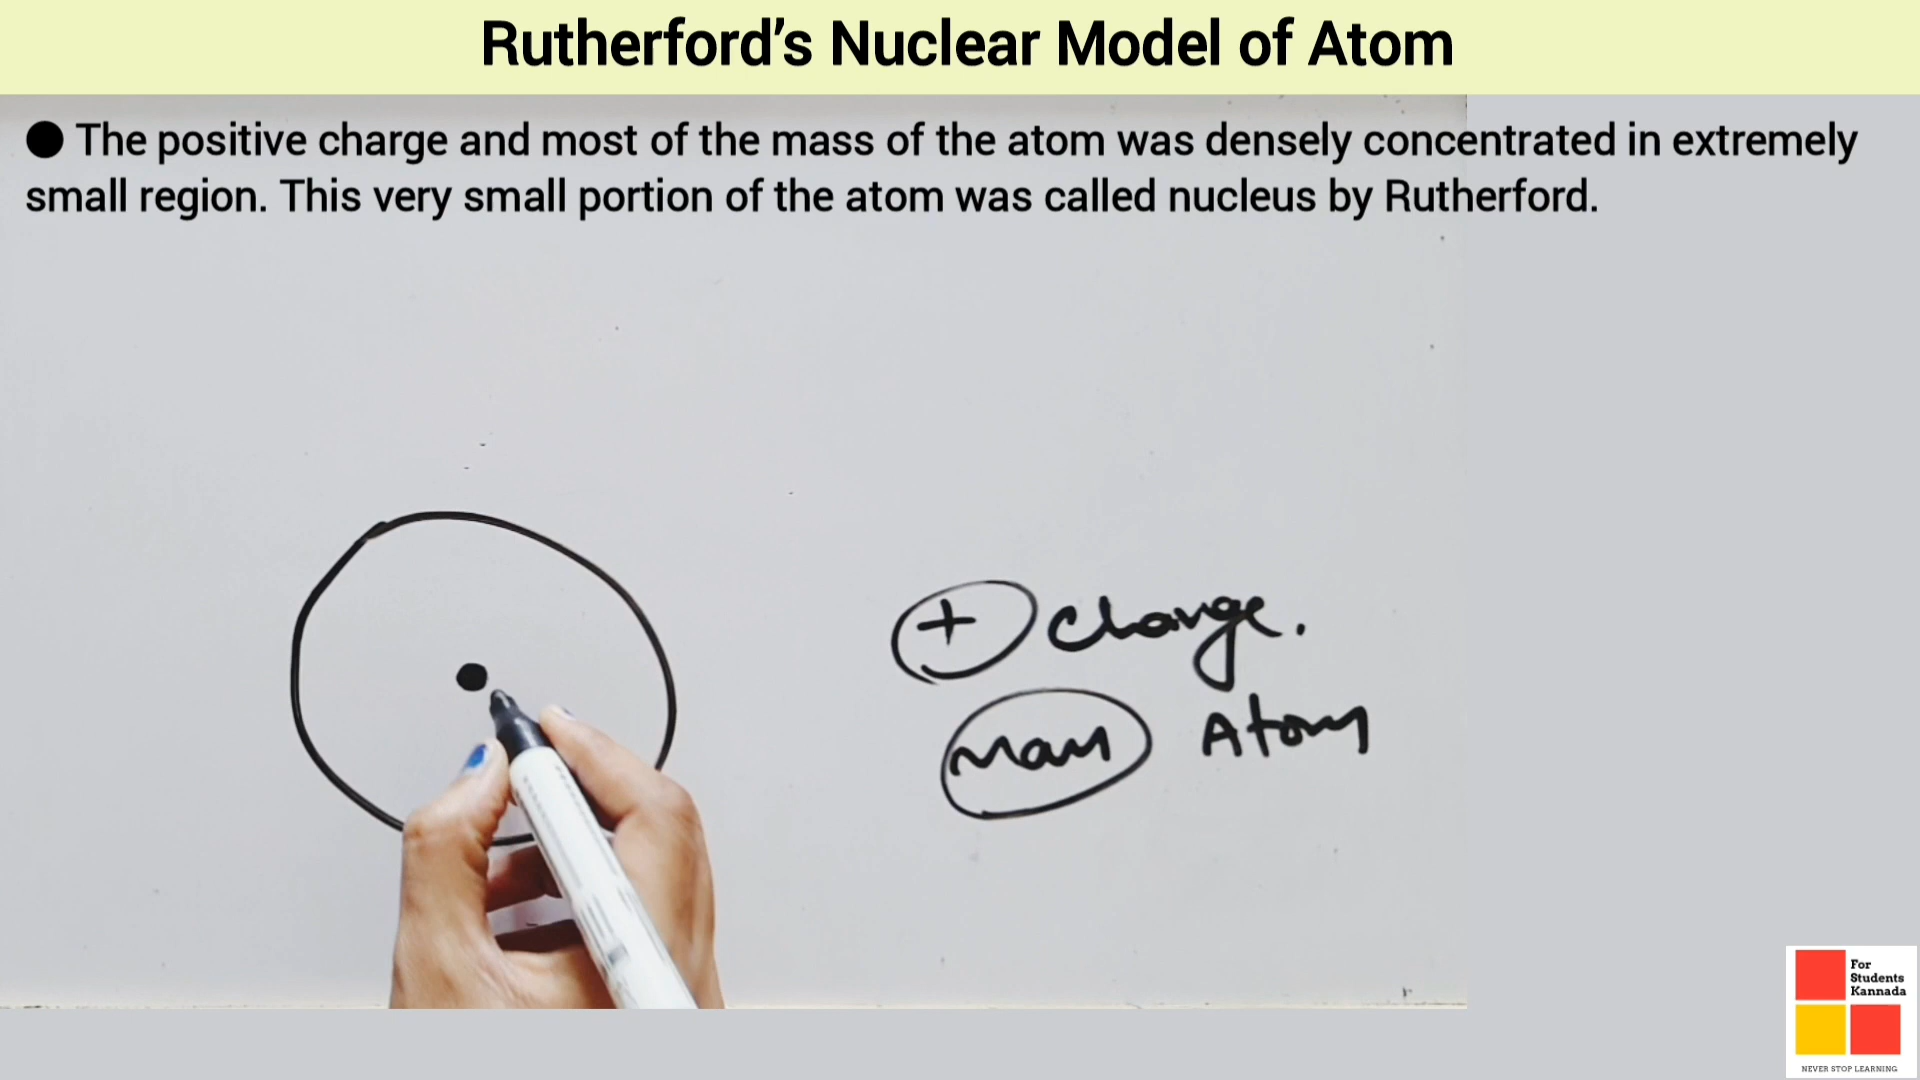 Rutherford's Nuclear Model of Atom
● The positive charge and most of the mass of the atom was densely concentrated in extremely
small region. This very small portion of the atom was called nucleus by Rutherford.
+ charge.
mass Atom
For
Students
Kannada
NEVER STOP LEARNING